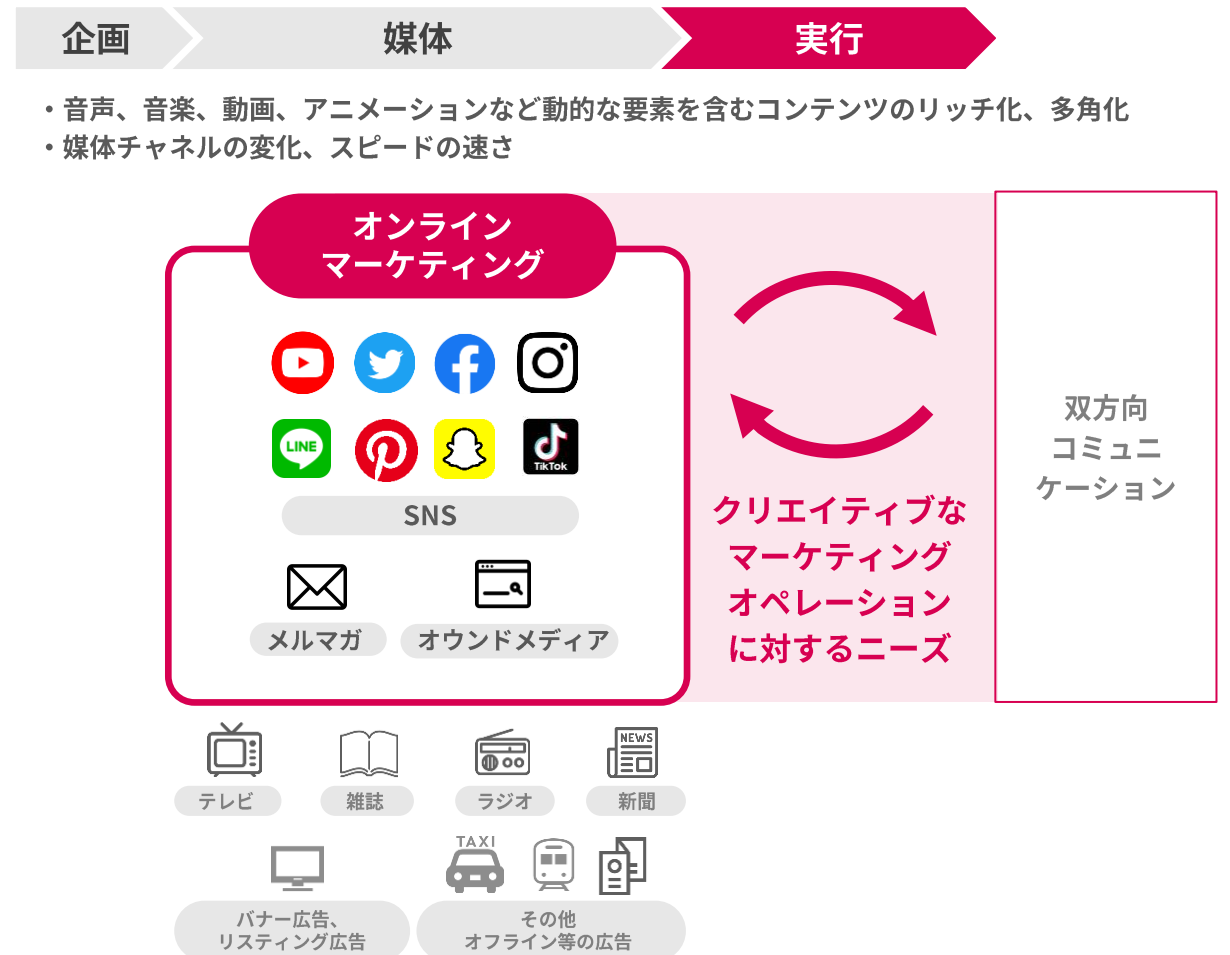 企画
媒体
実行
・音声、音楽、動画、アニメーションなど動的な要素を含むコンテンツのリッチ化、多角化
・媒体チャネルの変化、スピードの速さ
オンライン
マーケティング
LINE
TikTok
SNS
メルマガ
オウンドメディア
クリエイティブな
マーケティング
オペレーション
に対するニーズ
双方向
コミュニ
ケーション
NEWS
テレビ
雑誌
ラジオ
新聞
TAXI
バナー広告、
リスティング広告
その他
オフライン等の広告